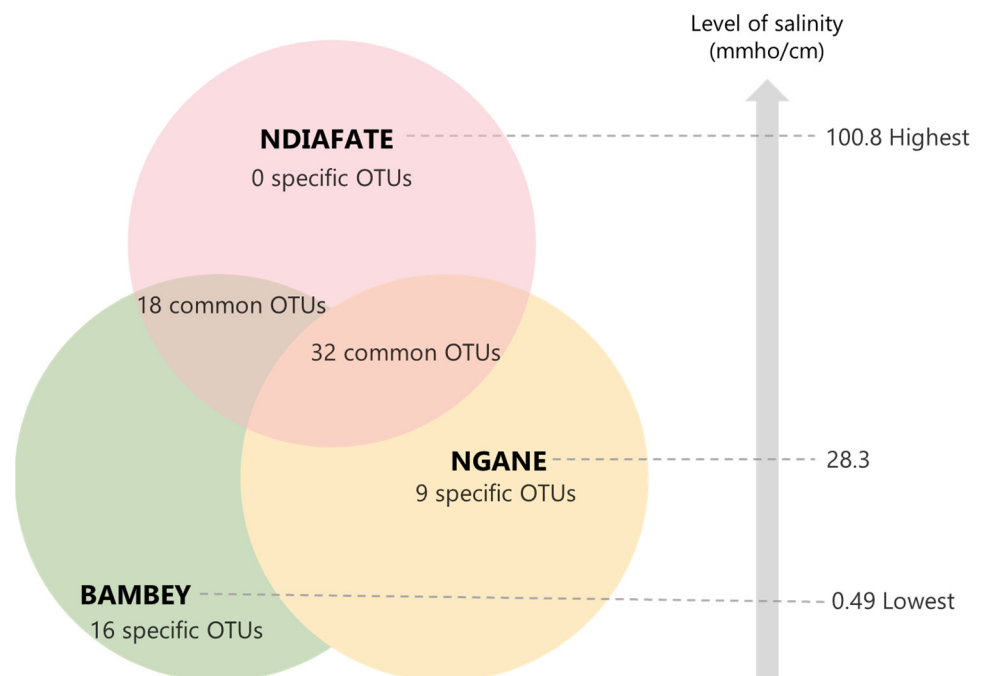 Level of salinity
(mmho/cm)
NDIAFATE
100.8 Highest
0 specific OTUs
18 common OTUs
32 common OTUs
NGANE
28.3
9 specific OTUs
BAMBEY
0.49 Lowest
16 specific OTUs